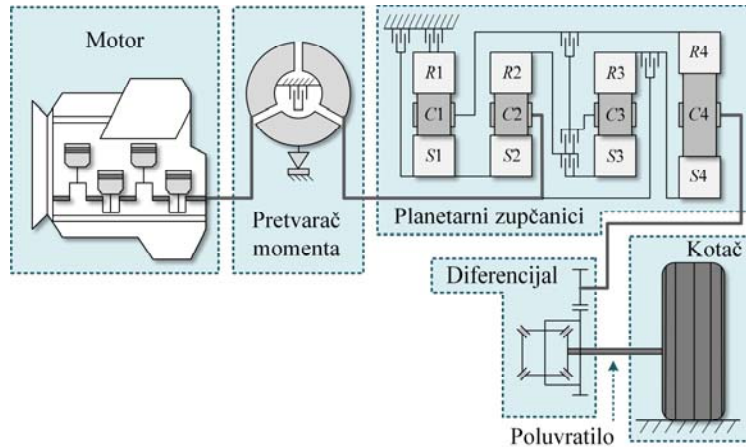 Motor
Pretvarač
momenta
R1
R2
R3
R4
C1
C2
C3
C4
S1
S2
S3
S4
Planetarni zupčanici
Diferencijal
Kotač
Poluvratilo